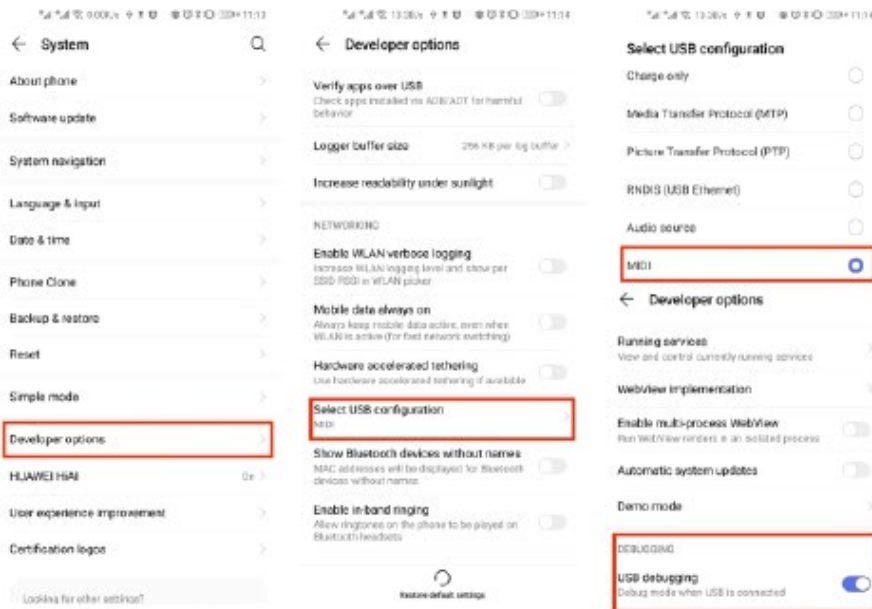 11:13
System
About phone
Software update
System navigation
Language & input
Date & time
Phone Clone
Backup & restore
Reset
Simple mode
Developer options
HUAWEI HiAI
On
User experience improvement
Certification logos
Looking for other settings?
11:14
Developer options
Verify apps over USB
Check apps installed via ADB/ADT for harmful
behavior
Logger buffer size
256 KB per log buffer
Increase readability under sunlight
NETWORKING
Enable WLAN verbose logging
Increase WLAN logging level and show per
SSID RSSI in WLAN picker
Mobile data always on
Always keep mobile data active, even when
WLAN is active (for fast network switching)
Hardware accelerated tethering
Use hardware accelerated tethering if available
Select USB configuration
MIDI
Show Bluetooth devices without names
MAC addresses will be displayed for Bluetooth
devices without names
Enable in-band ringing
Allow ringtones on the phone to be played on
Bluetooth headsets
Restore default settings
11:14
Select USB configuration
Charge only
Media Transfer Protocol (MTP)
Picture Transfer Protocol (PTP)
RNDIS (USB Ethernet)
Audio source
MIDI
Developer options
Running services
View and control currently running services
WebView implementation
Enable multi-process WebView
Run WebView renderers in an isolated process
Automatic system updates
Demo mode
DEBUGGING
USB debugging
Debug mode when USB is connected